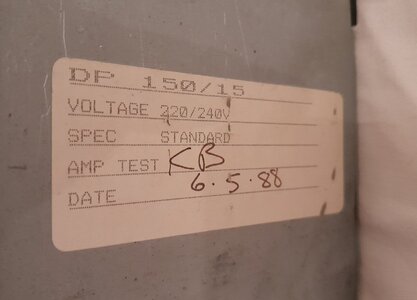 DP 150/15
VOLTAGE 220/240V
SPEC STANDARD
AMP TEST KB
DATE 6.5.88